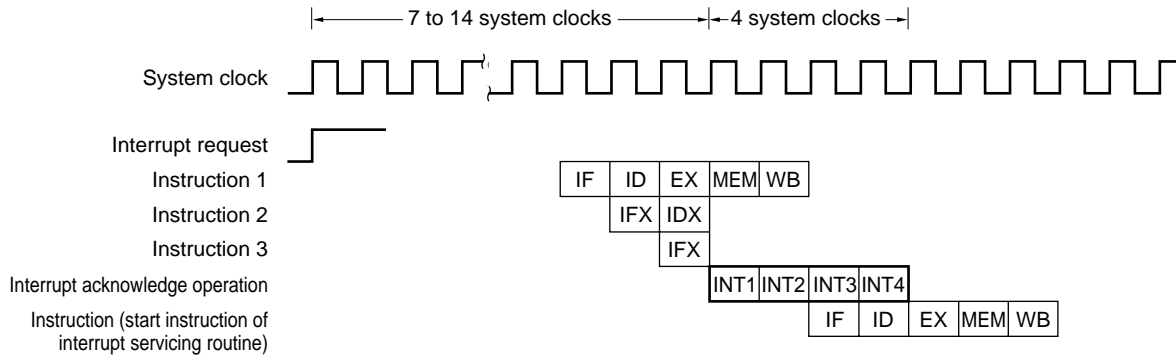 7 to 14 system clocks 4 system clocks
System clock
Interrupt request
Instruction 1 IF ID EX MEM WB
Instruction 2 IFX IDX
Instruction 3 IFX
Interrupt acknowledge operation INT1 INT2 INT3 INT4
Instruction (start instruction of
interrupt servicing routine) IF ID EX MEM WB